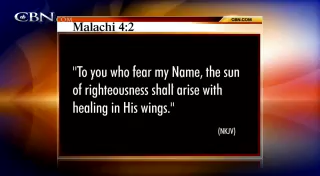 CBN
.COM
CBN.COM
Malachi 4:2
"To you who fear my Name, the sun
of righteousness shall arise with
healing in His wings."
(NKJV)